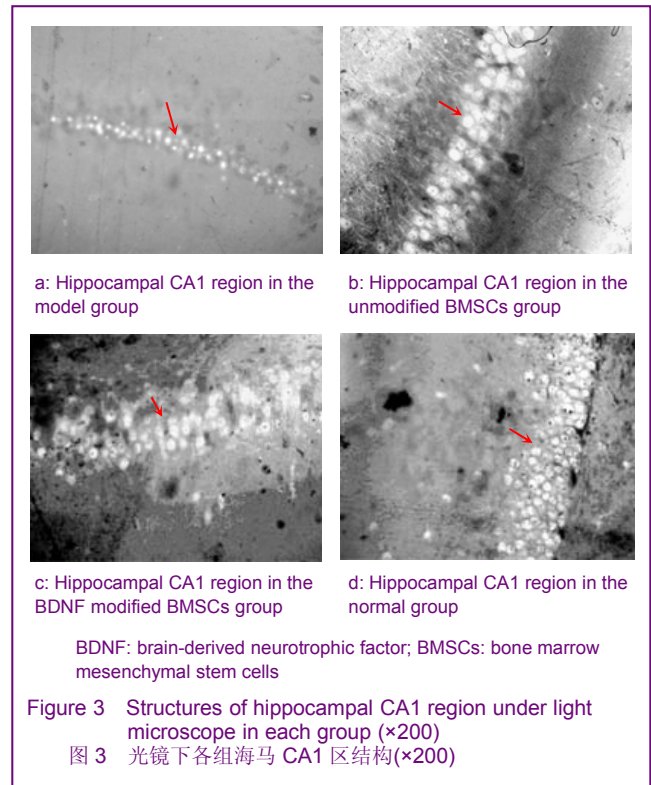 a: Hippocampal CA1 region in the
model group
b: Hippocampal CA1 region in the
unmodified BMSCs group
c: Hippocampal CA1 region in the
BDNF modified BMSCs group
d: Hippocampal CA1 region in the
normal group
BDNF: brain-derived neurotrophic factor; BMSCs: bone marrow
mesenchymal stem cells
Figure 3 Structures of hippocampal CA1 region under light
microscope in each group (×200)
图 3 光镜下各组海马 CA1 区结构(×200)